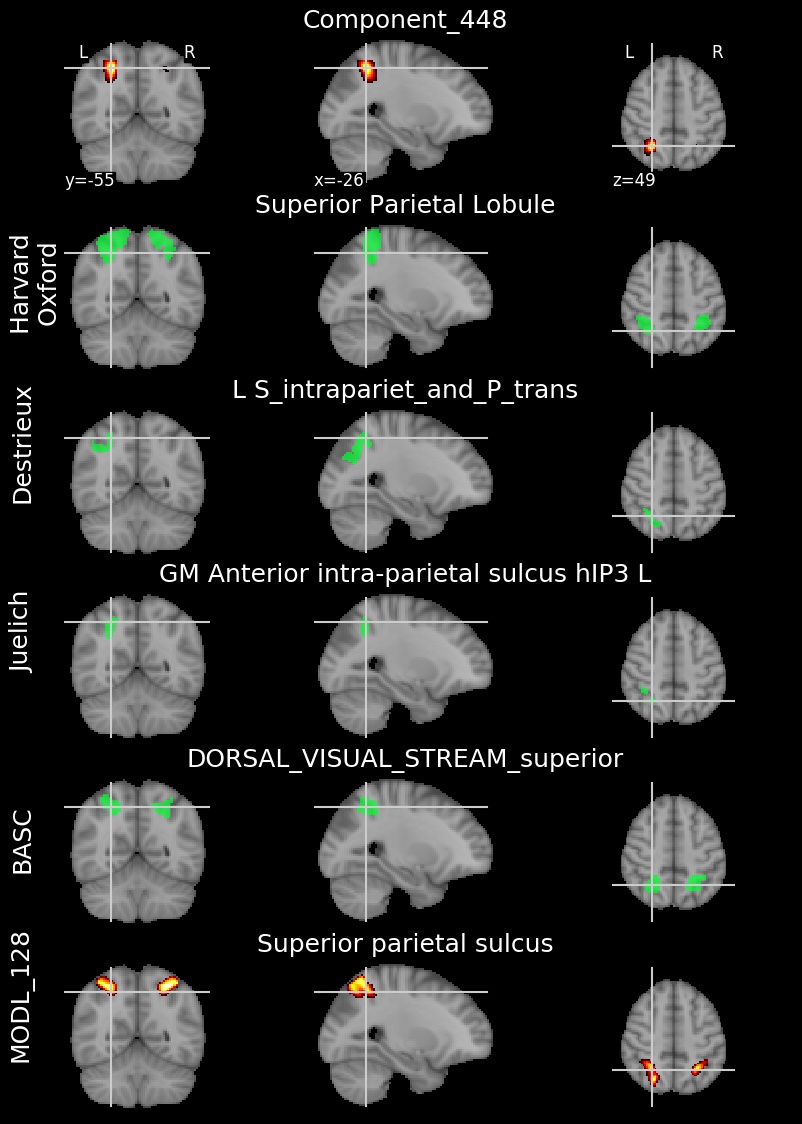 Component_448
L R
L R
y=-55
x=-26
z=49
Superior Parietal Lobule
Harvard
Oxford
L S_intrapariet_and_P_trans
Destrieux
GM Anterior intra-parietal sulcus hIP3 L
Juelich
DORSAL_VISUAL_STREAM_superior
BASC
Superior parietal sulcus
MODL_128